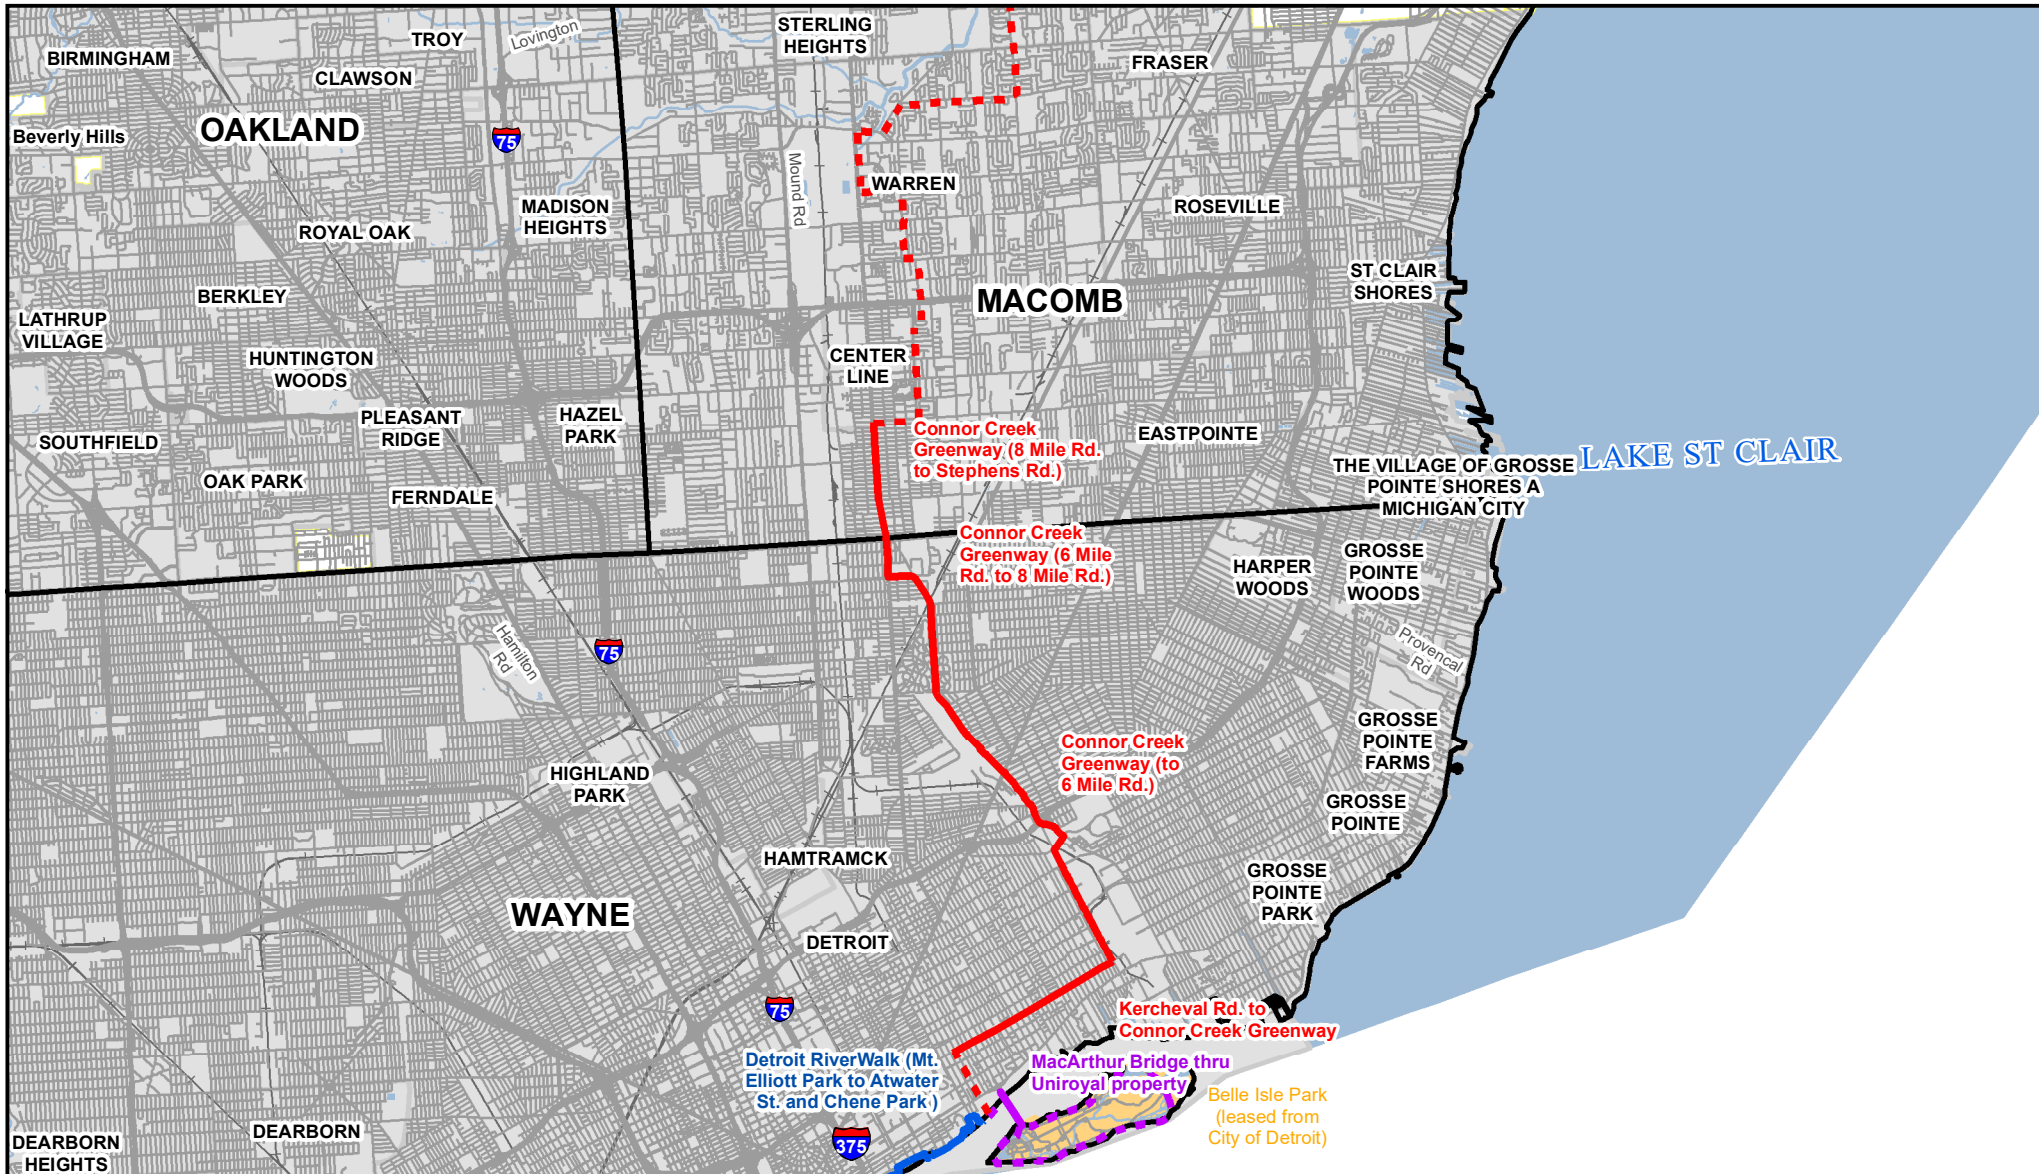 TROY
Lovington
STERLING
HEIGHTS
BIRMINGHAM
CLAWSON
FRASER
OAKLAND
Beverly Hills
75
Mound Rd
WARREN
MADISON
HEIGHTS
ROSEVILLE
ROYAL OAK
BERKLEY
ST CLAIR
SHORES
MACOMB
LATHRUP
VILLAGE
HUNTINGTON
WOODS
CENTER
LINE
PLEASANT
RIDGE
HAZEL
PARK
SOUTHFIELD
Connor Creek
Greenway (8 Mile Rd.
to Stephens Rd.)
EASTPOINTE
LAKE ST CLAIR
THE VILLAGE OF GROSSE
POINTE SHORES A
MICHIGAN CITY
OAK PARK
FERNDALE
Connor Creek
Greenway (6 Mile
Rd. to 8 Mile Rd.)
HARPER
WOODS
GROSSE
POINTE
WOODS
Hamilton
Rd
75
Provencal
Rd
Connor Creek
Greenway (to
6 Mile Rd.)
GROSSE
POINTE
FARMS
HIGHLAND
PARK
GROSSE
POINTE
HAMTRAMCK
GROSSE
POINTE
PARK
WAYNE
DETROIT
75
Kercheval Rd. to
Connor Creek Greenway
Detroit RiverWalk (Mt.
Elliott Park to Atwater
St. and Chene Park )
MacArthur Bridge thru
Uniroyal property
Belle Isle Park
(leased from
City of Detroit)
375
DEARBORN
DEARBORN
HEIGHTS